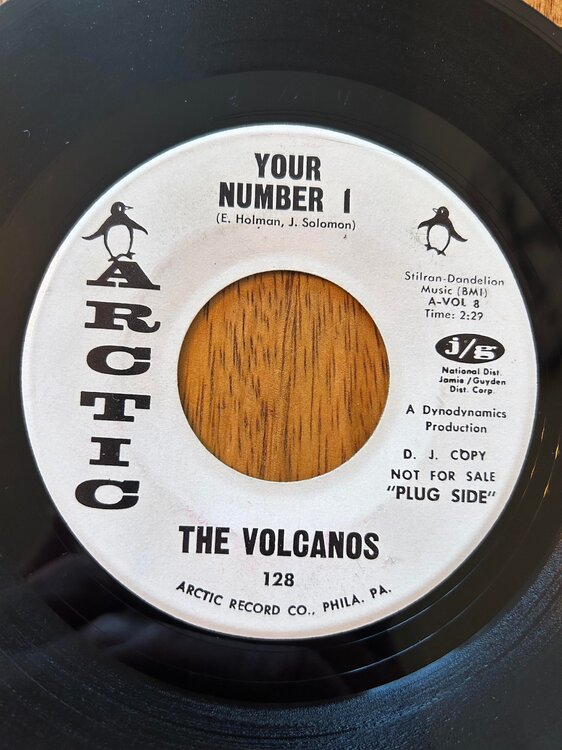 YOUR
NUMBER 1
(E. Holman, J. Solomon)
ARCTIC
Stilran-Dandelion
Music (BMI)
A-VOL 8
Time: 2:29
j/g
National Dist.
Jamie/Guyden
Dist. Corp.
A Dynodynamics
Production
D. J. COPY
NOT FOR SALE
"PLUG SIDE"
THE VOLCANOS
128
ARCTIC RECORD CO., PHILA. PA.